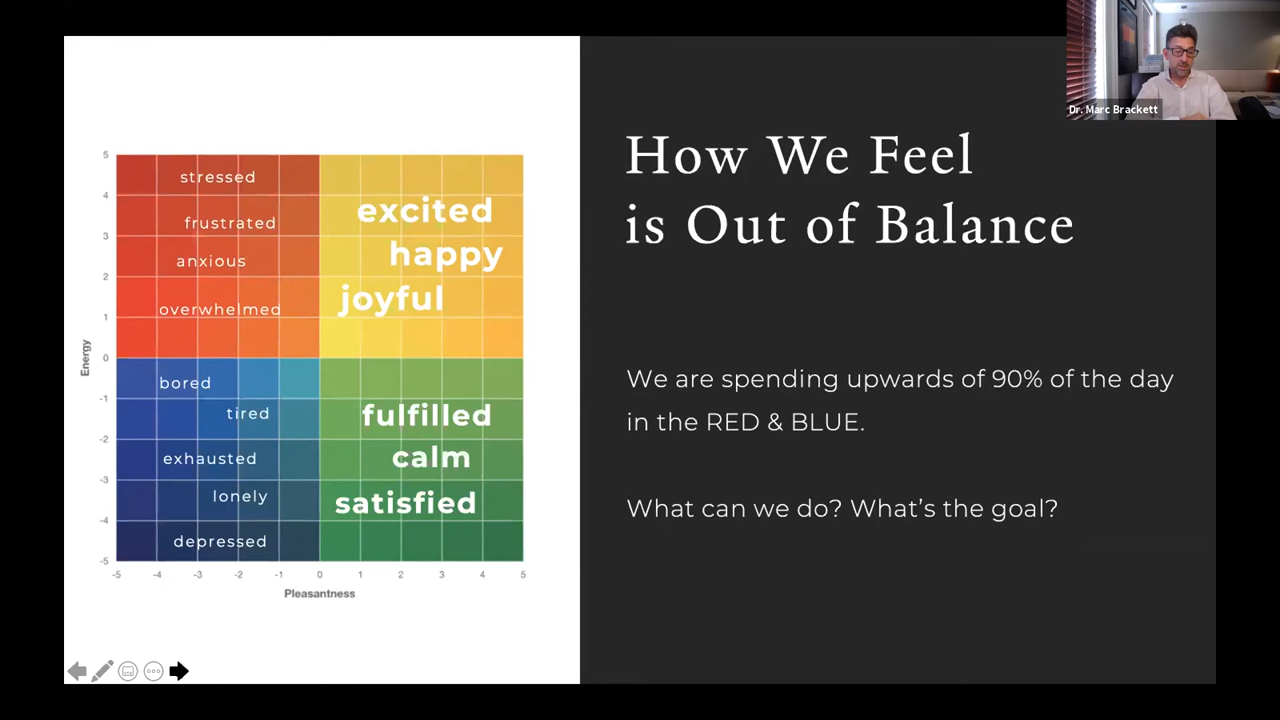 Dr. Marc Brackett
How We Feel
is Out of Balance
We are spending upwards of 90% of the day
in the RED & BLUE.
What can we do? What's the goal?
5
4
3
2
1
0
-1
-2
-3
-4
-5
Energy
stressed
frustrated
anxious
overwhelmed
excited
happy
joyful
bored
tired
exhausted
lonely
depressed
fulfilled
calm
satisfied
-5 -4 -3 -2 -1 0 1 2 3 4 5
Pleasantness